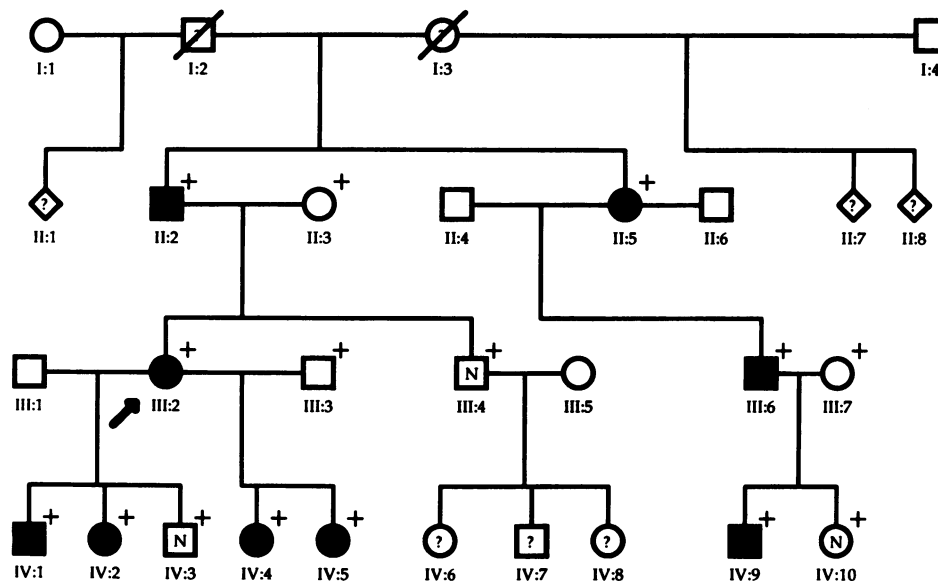 I:1 I:2 I:3 I:4
+ + +
? ? ?
II:1 II:2 II:3 II:4 II:5 II:6 II:7 II:8
+ + + + +
N
III:1 III:2 III:3 III:4 III:5 III:6 III:7
+ + + + + + +
N ? ? ? N
IV:1 IV:2 IV:3 IV:4 IV:5 IV:6 IV:7 IV:8 IV:9 IV:10